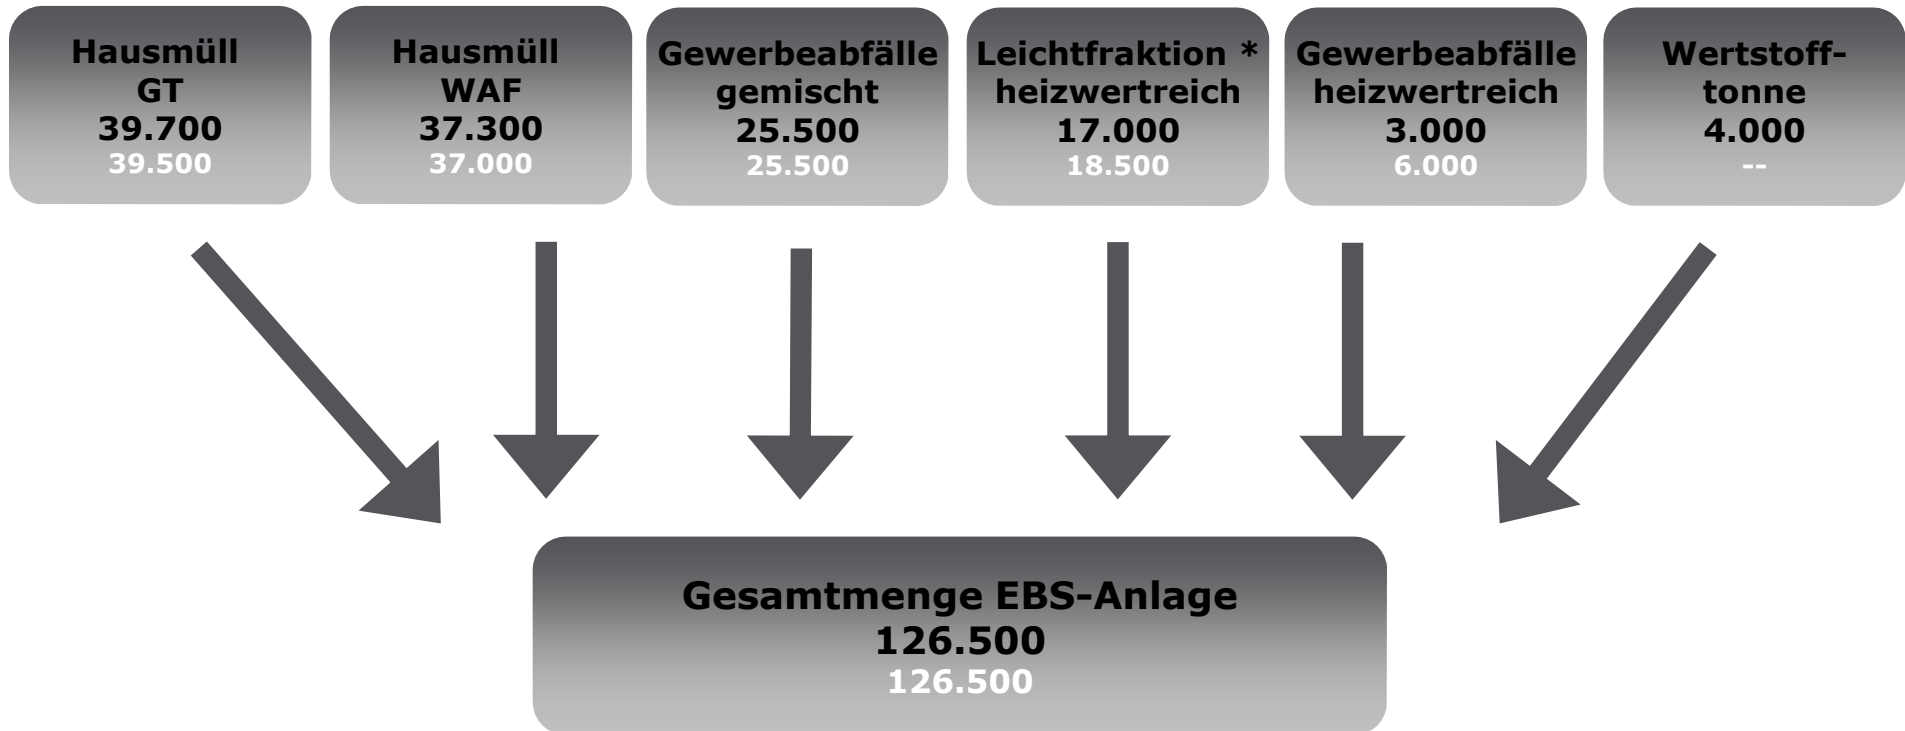 Hausmüll
GT
39.700
39.500
Hausmüll
WAF
37.300
37.000
Gewerbeabfälle
gemischt
25.500
25.500
Leichtfraktion *
heizwertreich
17.000
18.500
Gewerbeabfälle
heizwertreich
3.000
6.000
Wertstoff-
tonne
4.000
--
Gesamtmenge EBS-Anlage
126.500
126.500